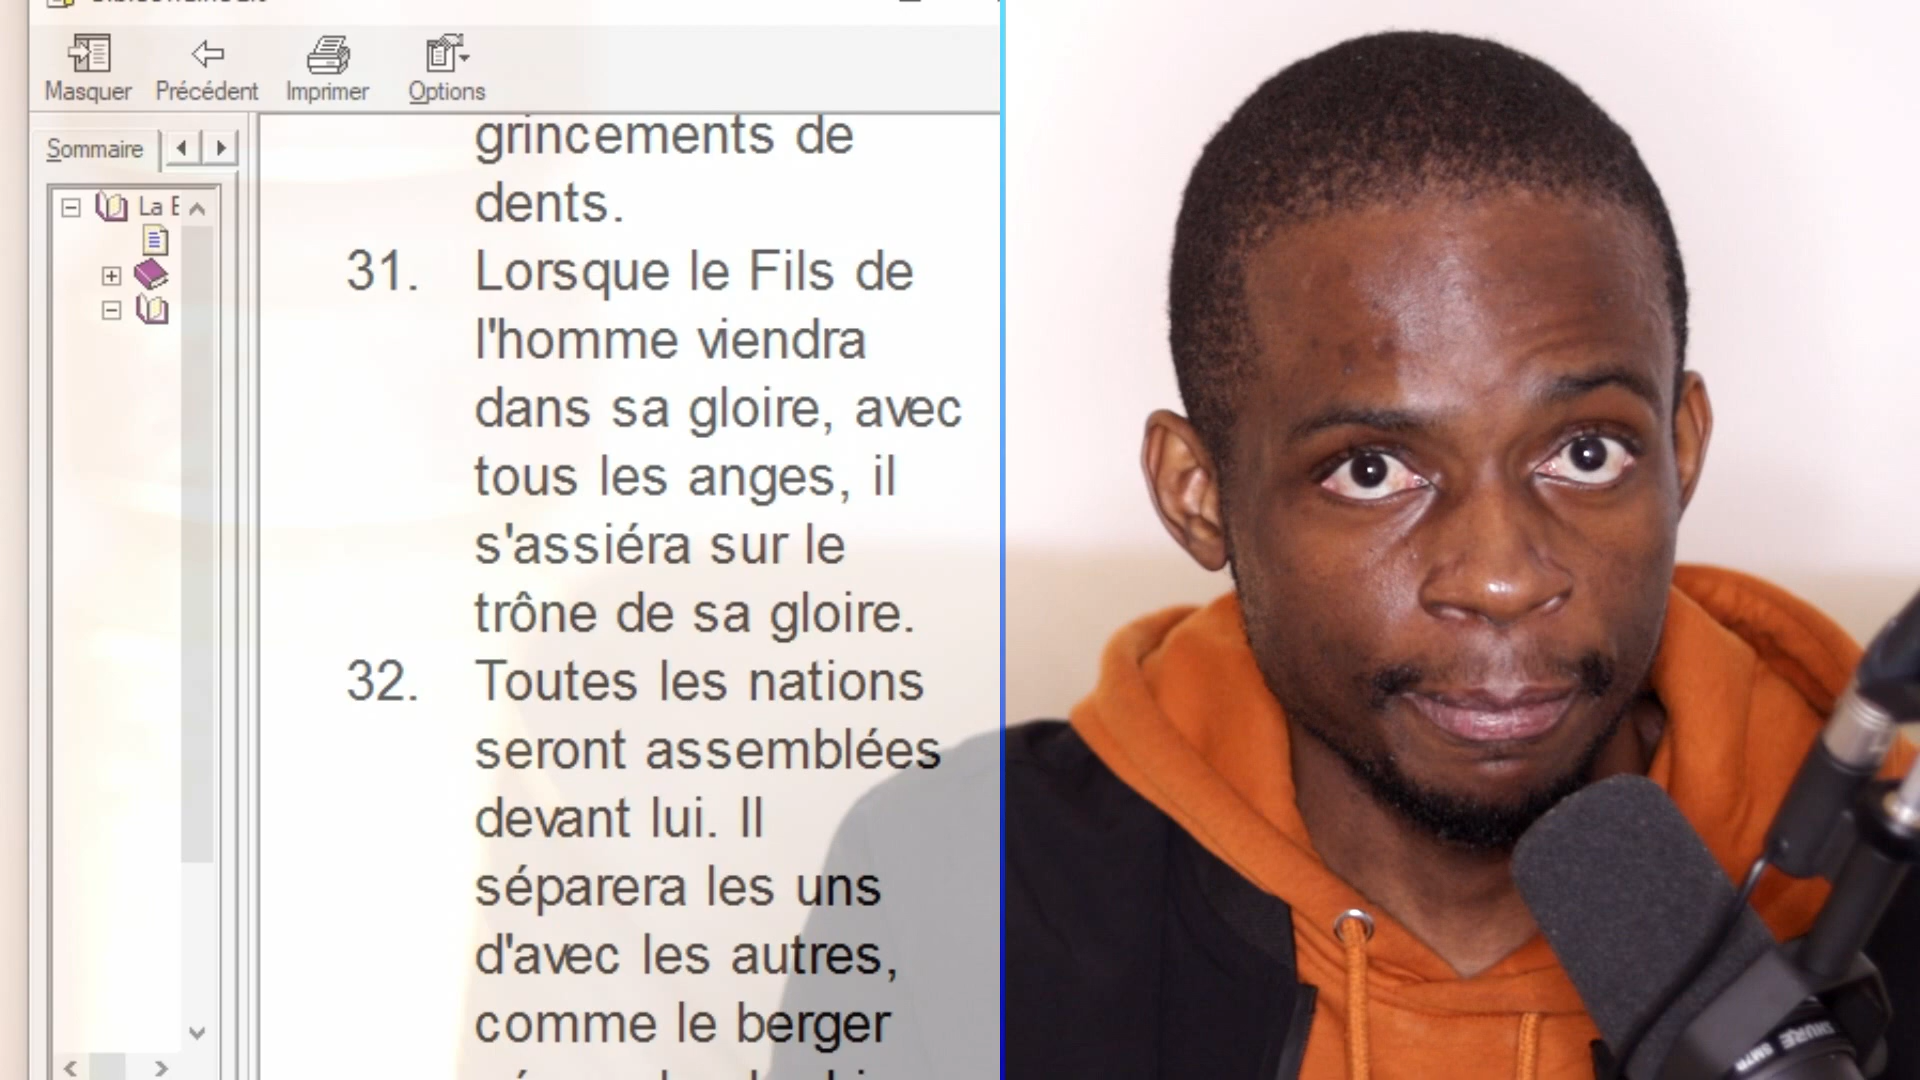 Masquer Précédent Imprimer Options
Sommaire
La B
grincements de
dents.
31. Lorsque le Fils de
l'homme viendra
dans sa gloire, avec
tous les anges, il
s'assiéra sur le
trône de sa gloire.
32. Toutes les nations
seront assemblées
devant lui. Il
séparera les uns
d'avec les autres,
comme le berger
SHURE
SM7B